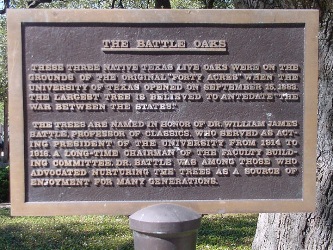 THE BATTLE OAKS
THESE THREE NATIVE TEXAS LIVE OAKS WERE ON THE
GROUNDS OF THE ORIGINAL "FORTY ACRES" WHEN THE
UNIVERSITY OF TEXAS OPENED ON SEPTEMBER 15, 1883.
THE LARGEST TREE IS BELIEVED TO ANTEDATE "THE
WAR BETWEEN THE STATES."
THE TREES ARE NAMED IN HONOR OF DR. WILLIAM JAMES
BATTLE, PROFESSOR OF CLASSICS, WHO SERVED AS ACT-
ING PRESIDENT OF THE UNIVERSITY FROM 1914 TO
1916. A LONG-TIME CHAIRMAN OF THE FACULTY BUILD-
ING COMMITTEE, DR. BATTLE WAS AMONG THOSE WHO
ADVOCATED NURTURING THE TREES AS A SOURCE OF
ENJOYMENT FOR MANY GENERATIONS.